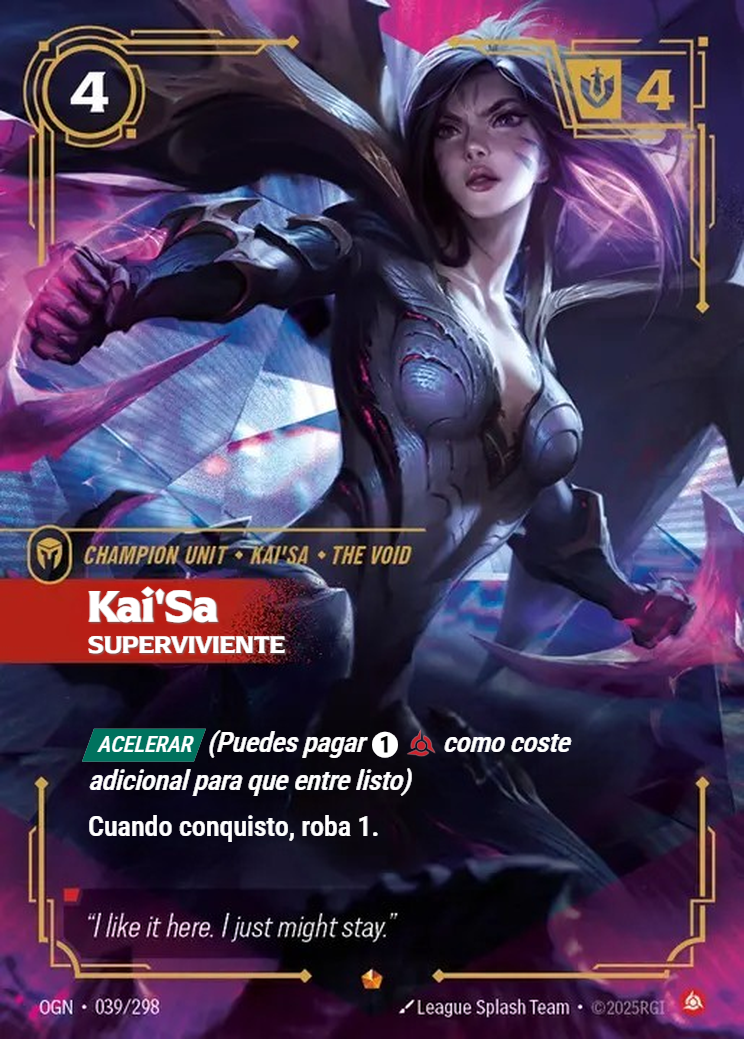 4
4
CHAMPION UNIT • KAI'SA • THE VOID
Kai'Sa
SUPERVIVIENTE
ACELERAR (Puedes pagar 1 como coste
adicional para que entre listo)
Cuando conquisto, roba 1.
“I like it here. I just might stay.”
OGN • 039/298
League Splash Team • ©2025RGI